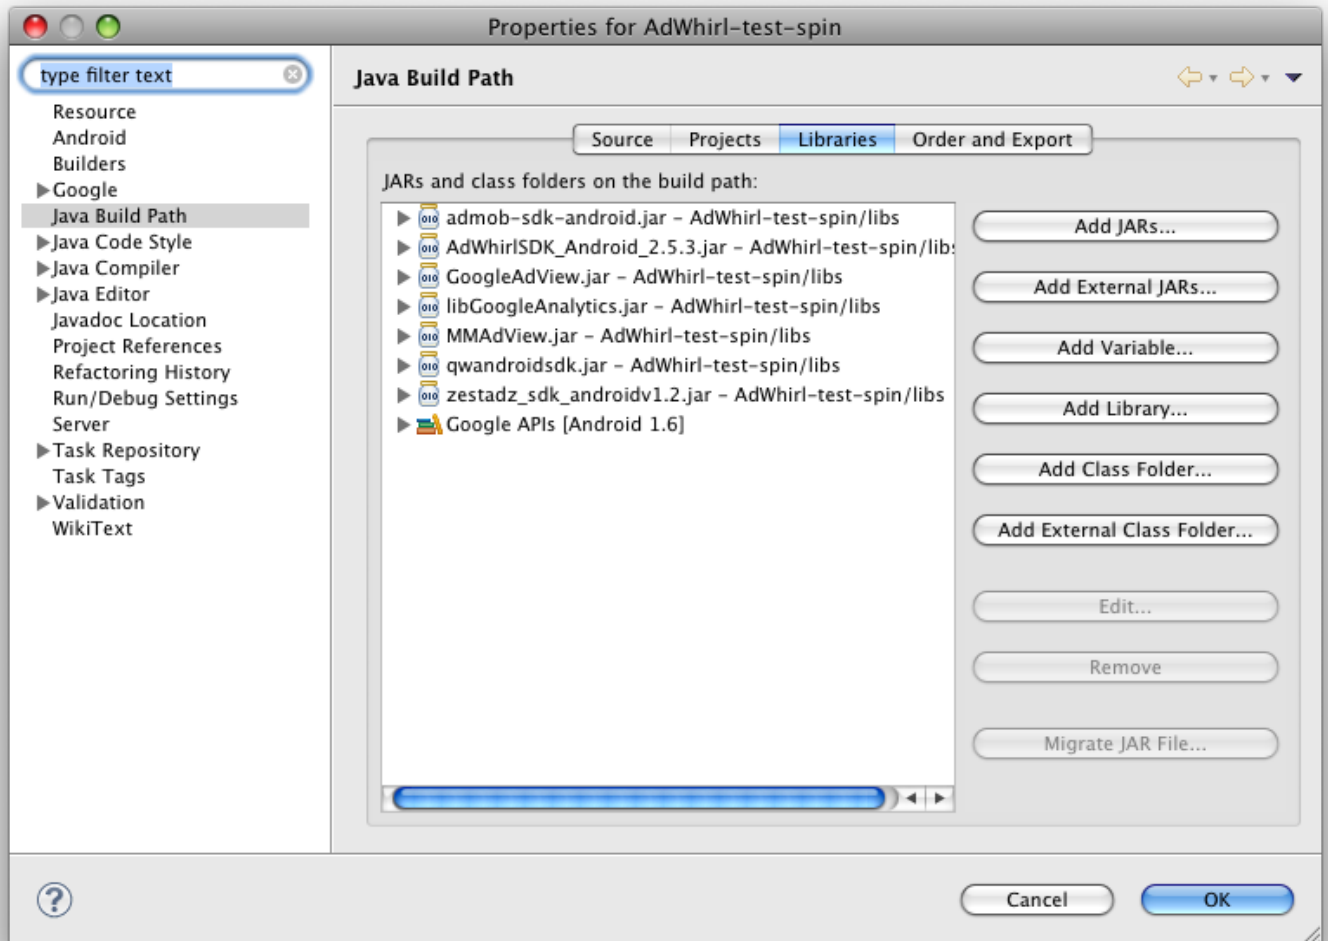 Properties for AdWhirl-test-spin
type filter text
Resource
Android
Builders
Google
Java Build Path
Java Code Style
Java Compiler
Java Editor
Javadoc Location
Project References
Refactoring History
Run/Debug Settings
Server
Task Repository
Task Tags
Validation
WikiText
Java Build Path
Source Projects Libraries Order and Export
JARs and class folders on the build path:
admob-sdk-android.jar - AdWhirl-test-spin/libs
AdWhirlSDK_Android_2.5.3.jar - AdWhirl-test-spin/libs
GoogleAdView.jar - AdWhirl-test-spin/libs
libGoogleAnalytics.jar - AdWhirl-test-spin/libs
MMAdView.jar - AdWhirl-test-spin/libs
qwandroidsdk.jar - AdWhirl-test-spin/libs
zestadz_sdk_androidv1.2.jar - AdWhirl-test-spin/libs
Google APIs [Android 1.6]
Add JARs...
Add External JARs...
Add Variable...
Add Library...
Add Class Folder...
Add External Class Folder...
Edit...
Remove
Migrate JAR File...
?
Cancel
OK